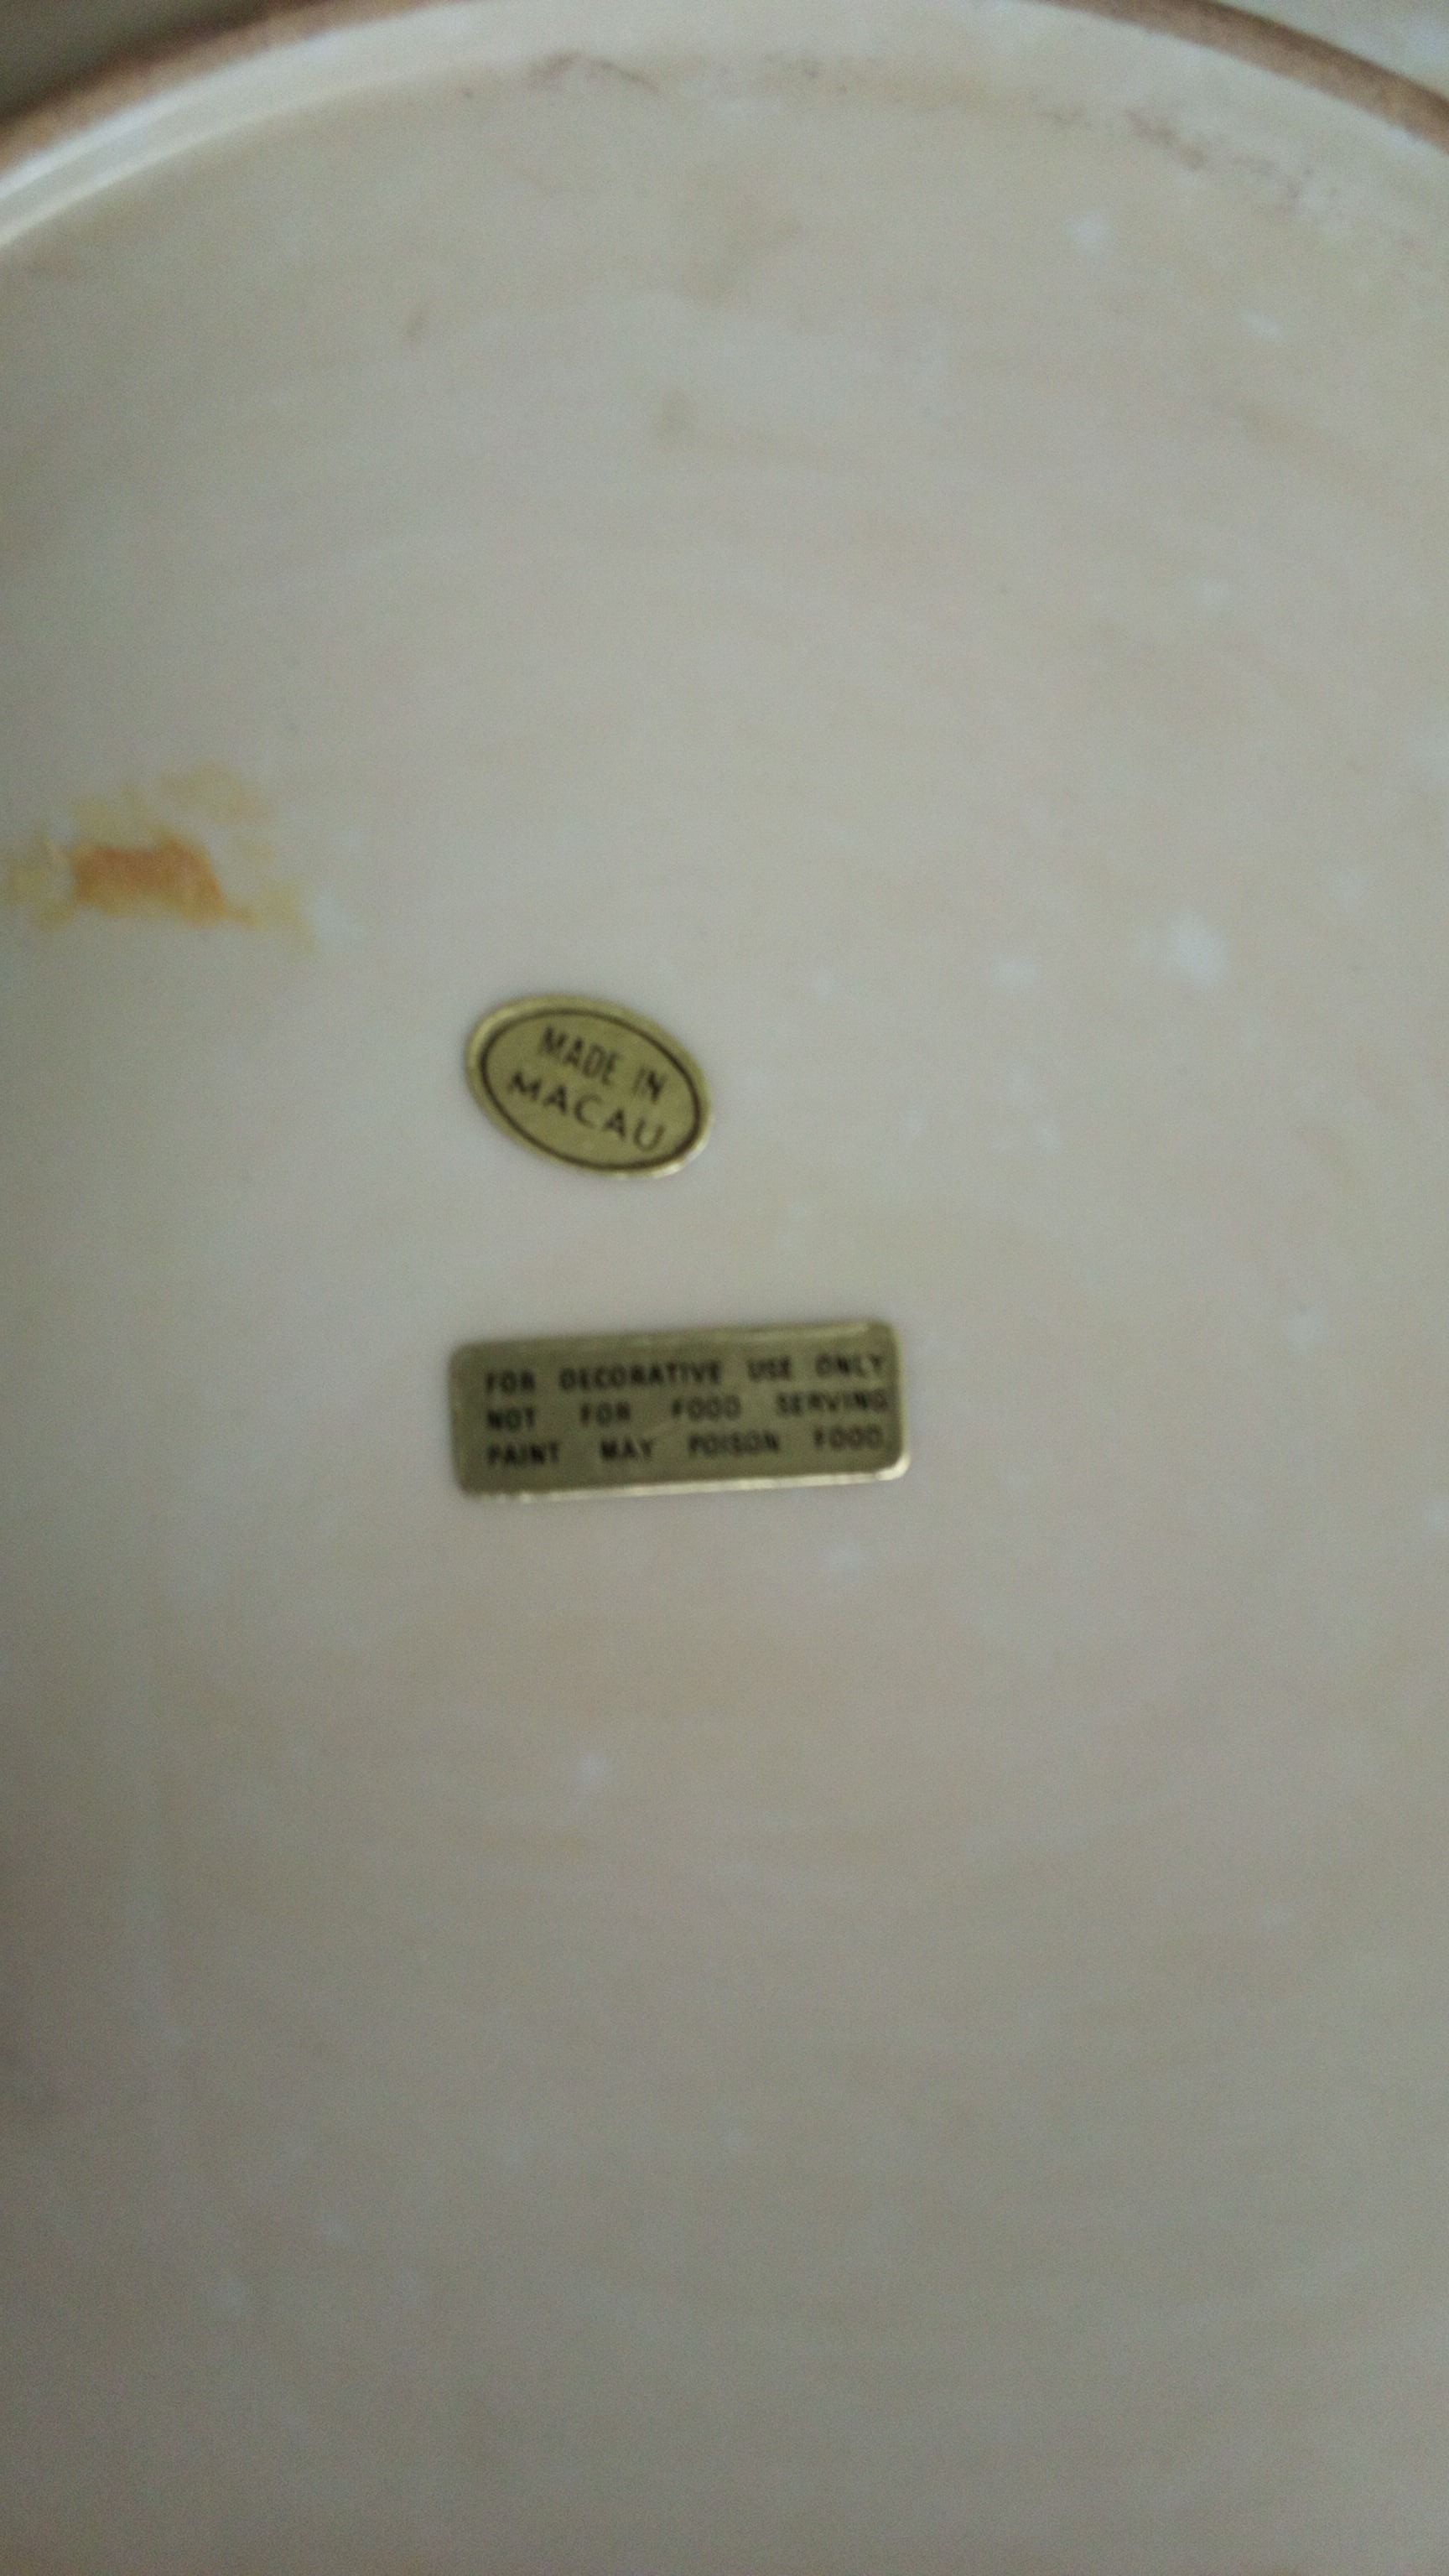 MADE IN
MACAU
FOR DECORATIVE USE ONLY
NOT FOR FOOD SERVING
PAINT MAY POISON FOOD.